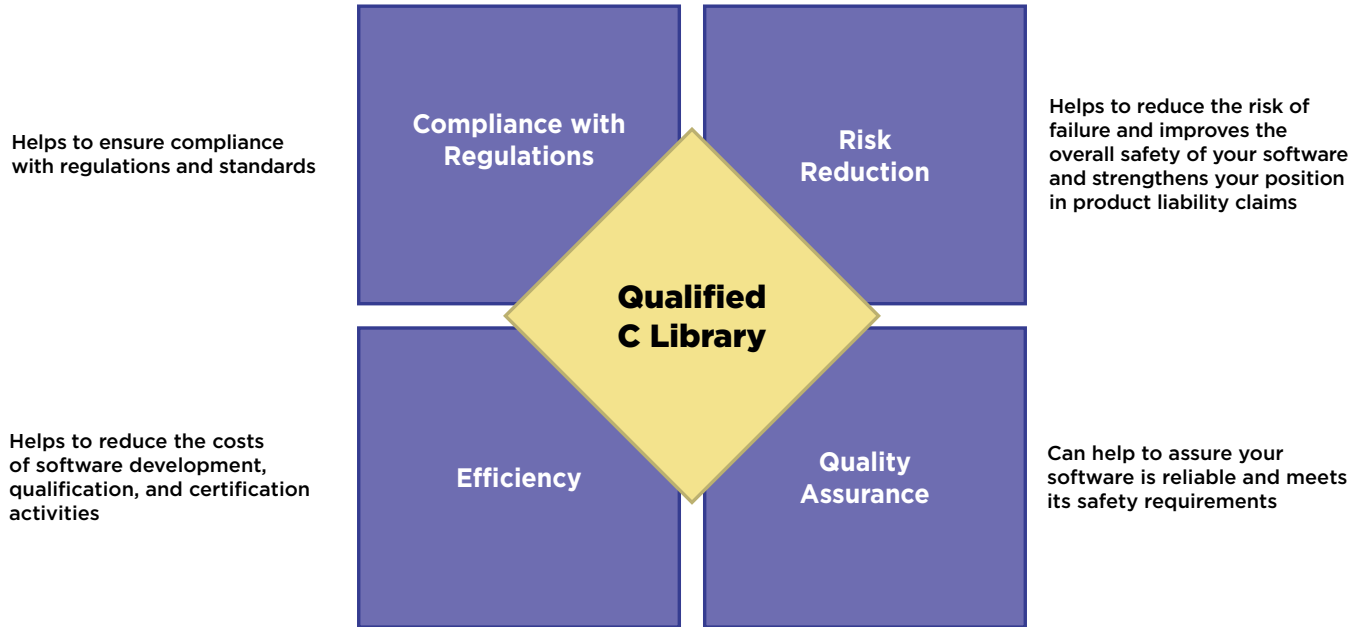 Helps to ensure compliance
with regulations and standards
Compliance with
Regulations
Risk
Reduction
Helps to reduce the risk of
failure and improves the
overall safety of your software
and strengthens your position
in product liability claims
Qualified
C Library
Helps to reduce the costs
of software development,
qualification, and certification
activities
Efficiency
Quality
Assurance
Can help to assure your
software is reliable and meets
its safety requirements